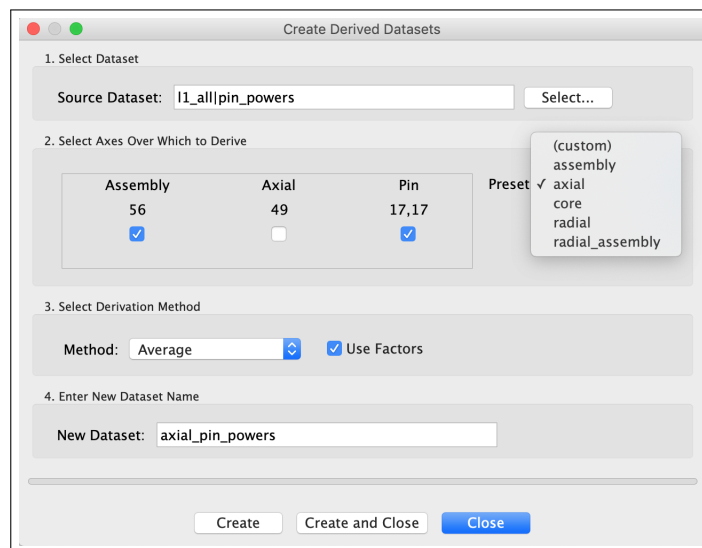 Create Derived Datasets
1. Select Dataset
Source Dataset: l1_all|pin_powers Select...
2. Select Axes Over Which to Derive
Assembly Axial Pin
56 49 17,17
Preset
(custom)
assembly
✓ axial
core
radial
radial_assembly
3. Select Derivation Method
Method: Average Use Factors
4. Enter New Dataset Name
New Dataset: axial_pin_powers
Create Create and Close Close